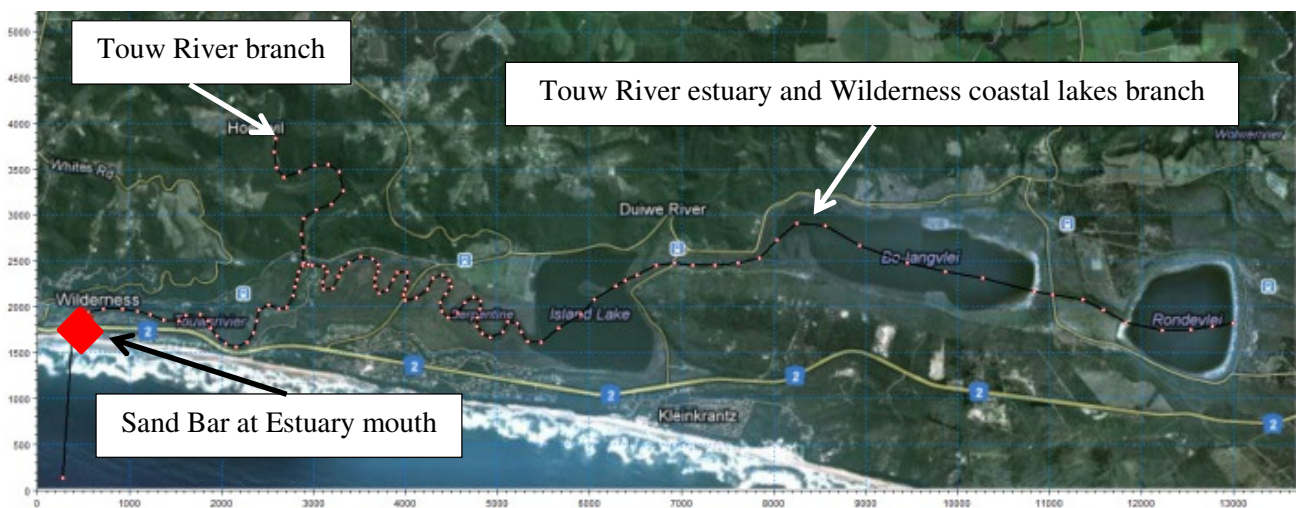 5000
4500
4000
3500
3000
2500
2000
1500
1000
500
0
Touw River branch
Touw River estuary and Wilderness coastal lakes branch
Whites Rd
Duiwe River
Bo-langvlei
Wilderness
Touwsrivier
Serpentine
Island Lake
Rondevlei
2
2
2
2
2
2
Kleinkrantz
Sand Bar at Estuary mouth
0
1000
2000
3000
4000
5000
6000
7000
8000
9000
10000
11000
12000
13000